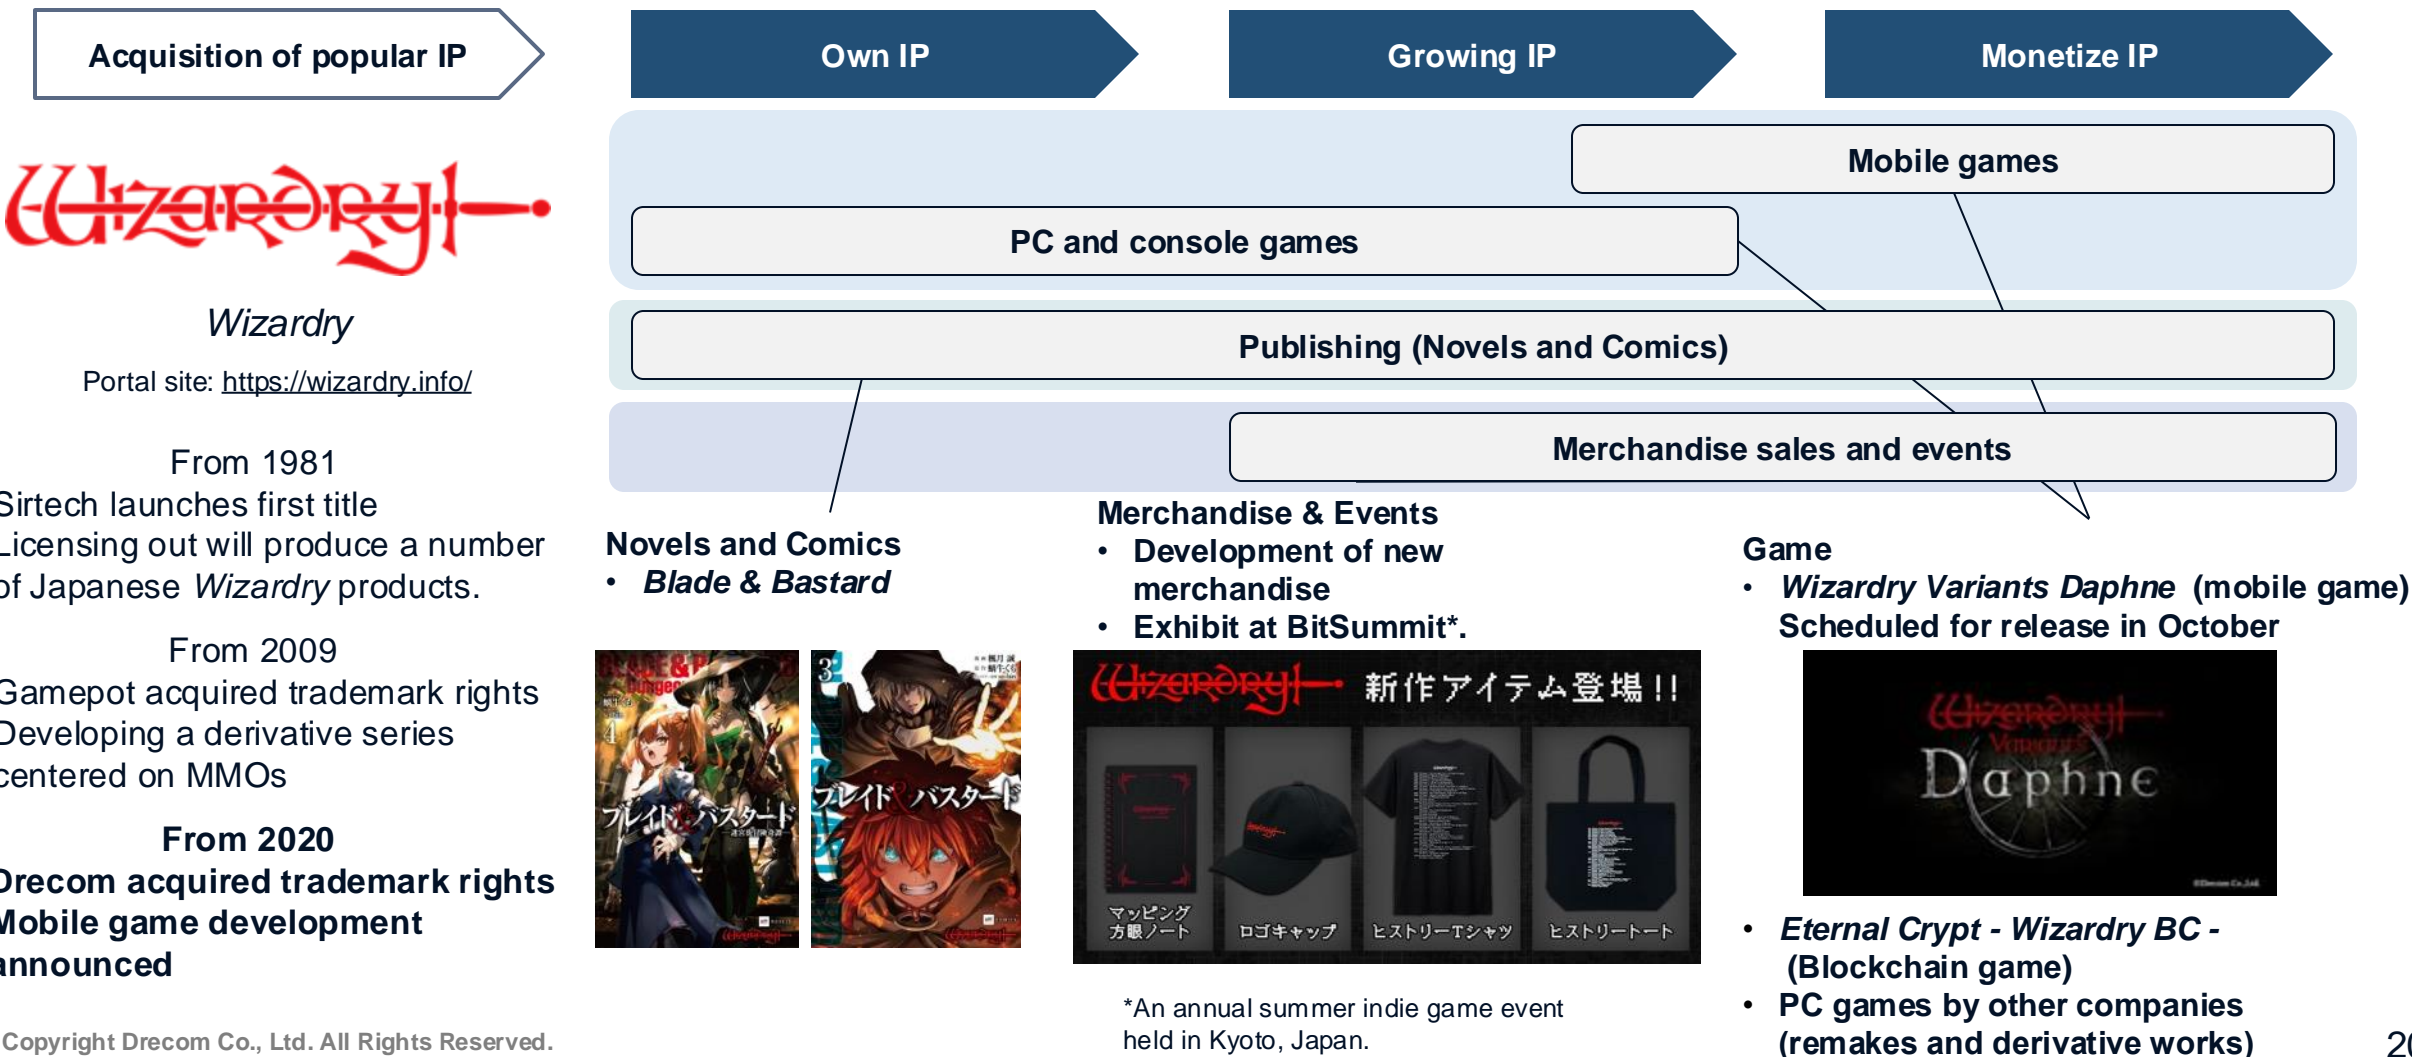 Acquisition of popular IP
Own IP
Growing IP
Monetize IP
Wizardry
Wizardry
Portal site: https://wizardry.info/
From 1981
Sirtech launches first title
Licensing out will produce a number
of Japanese Wizardry products.
From 2009
Gamepot acquired trademark rights
Developing a derivative series
centered on MMOs
From 2020
Drecom acquired trademark rights
Mobile game development
announced
Mobile games
PC and console games
Publishing (Novels and Comics)
Merchandise sales and events
Novels and Comics
• Blade & Bastard
4
ブレイド&バスタード
3
ブレイド&バスタード
Merchandise & Events
• Development of new
merchandise
• Exhibit at BitSummit*.
Wizardry 新作アイテム登場!!
マッピング
方眼ノート
ロゴキャップ
ヒストリーTシャツ
ヒストリートート
*An annual summer indie game event
held in Kyoto, Japan.
Game
• Wizardry Variants Daphne (mobile game)
Scheduled for release in October
Wizardry
Variants
Daphne
©Drecom Co.,Ltd.
• Eternal Crypt - Wizardry BC -
(Blockchain game)
• PC games by other companies
(remakes and derivative works)
Copyright Drecom Co., Ltd. All Rights Reserved.